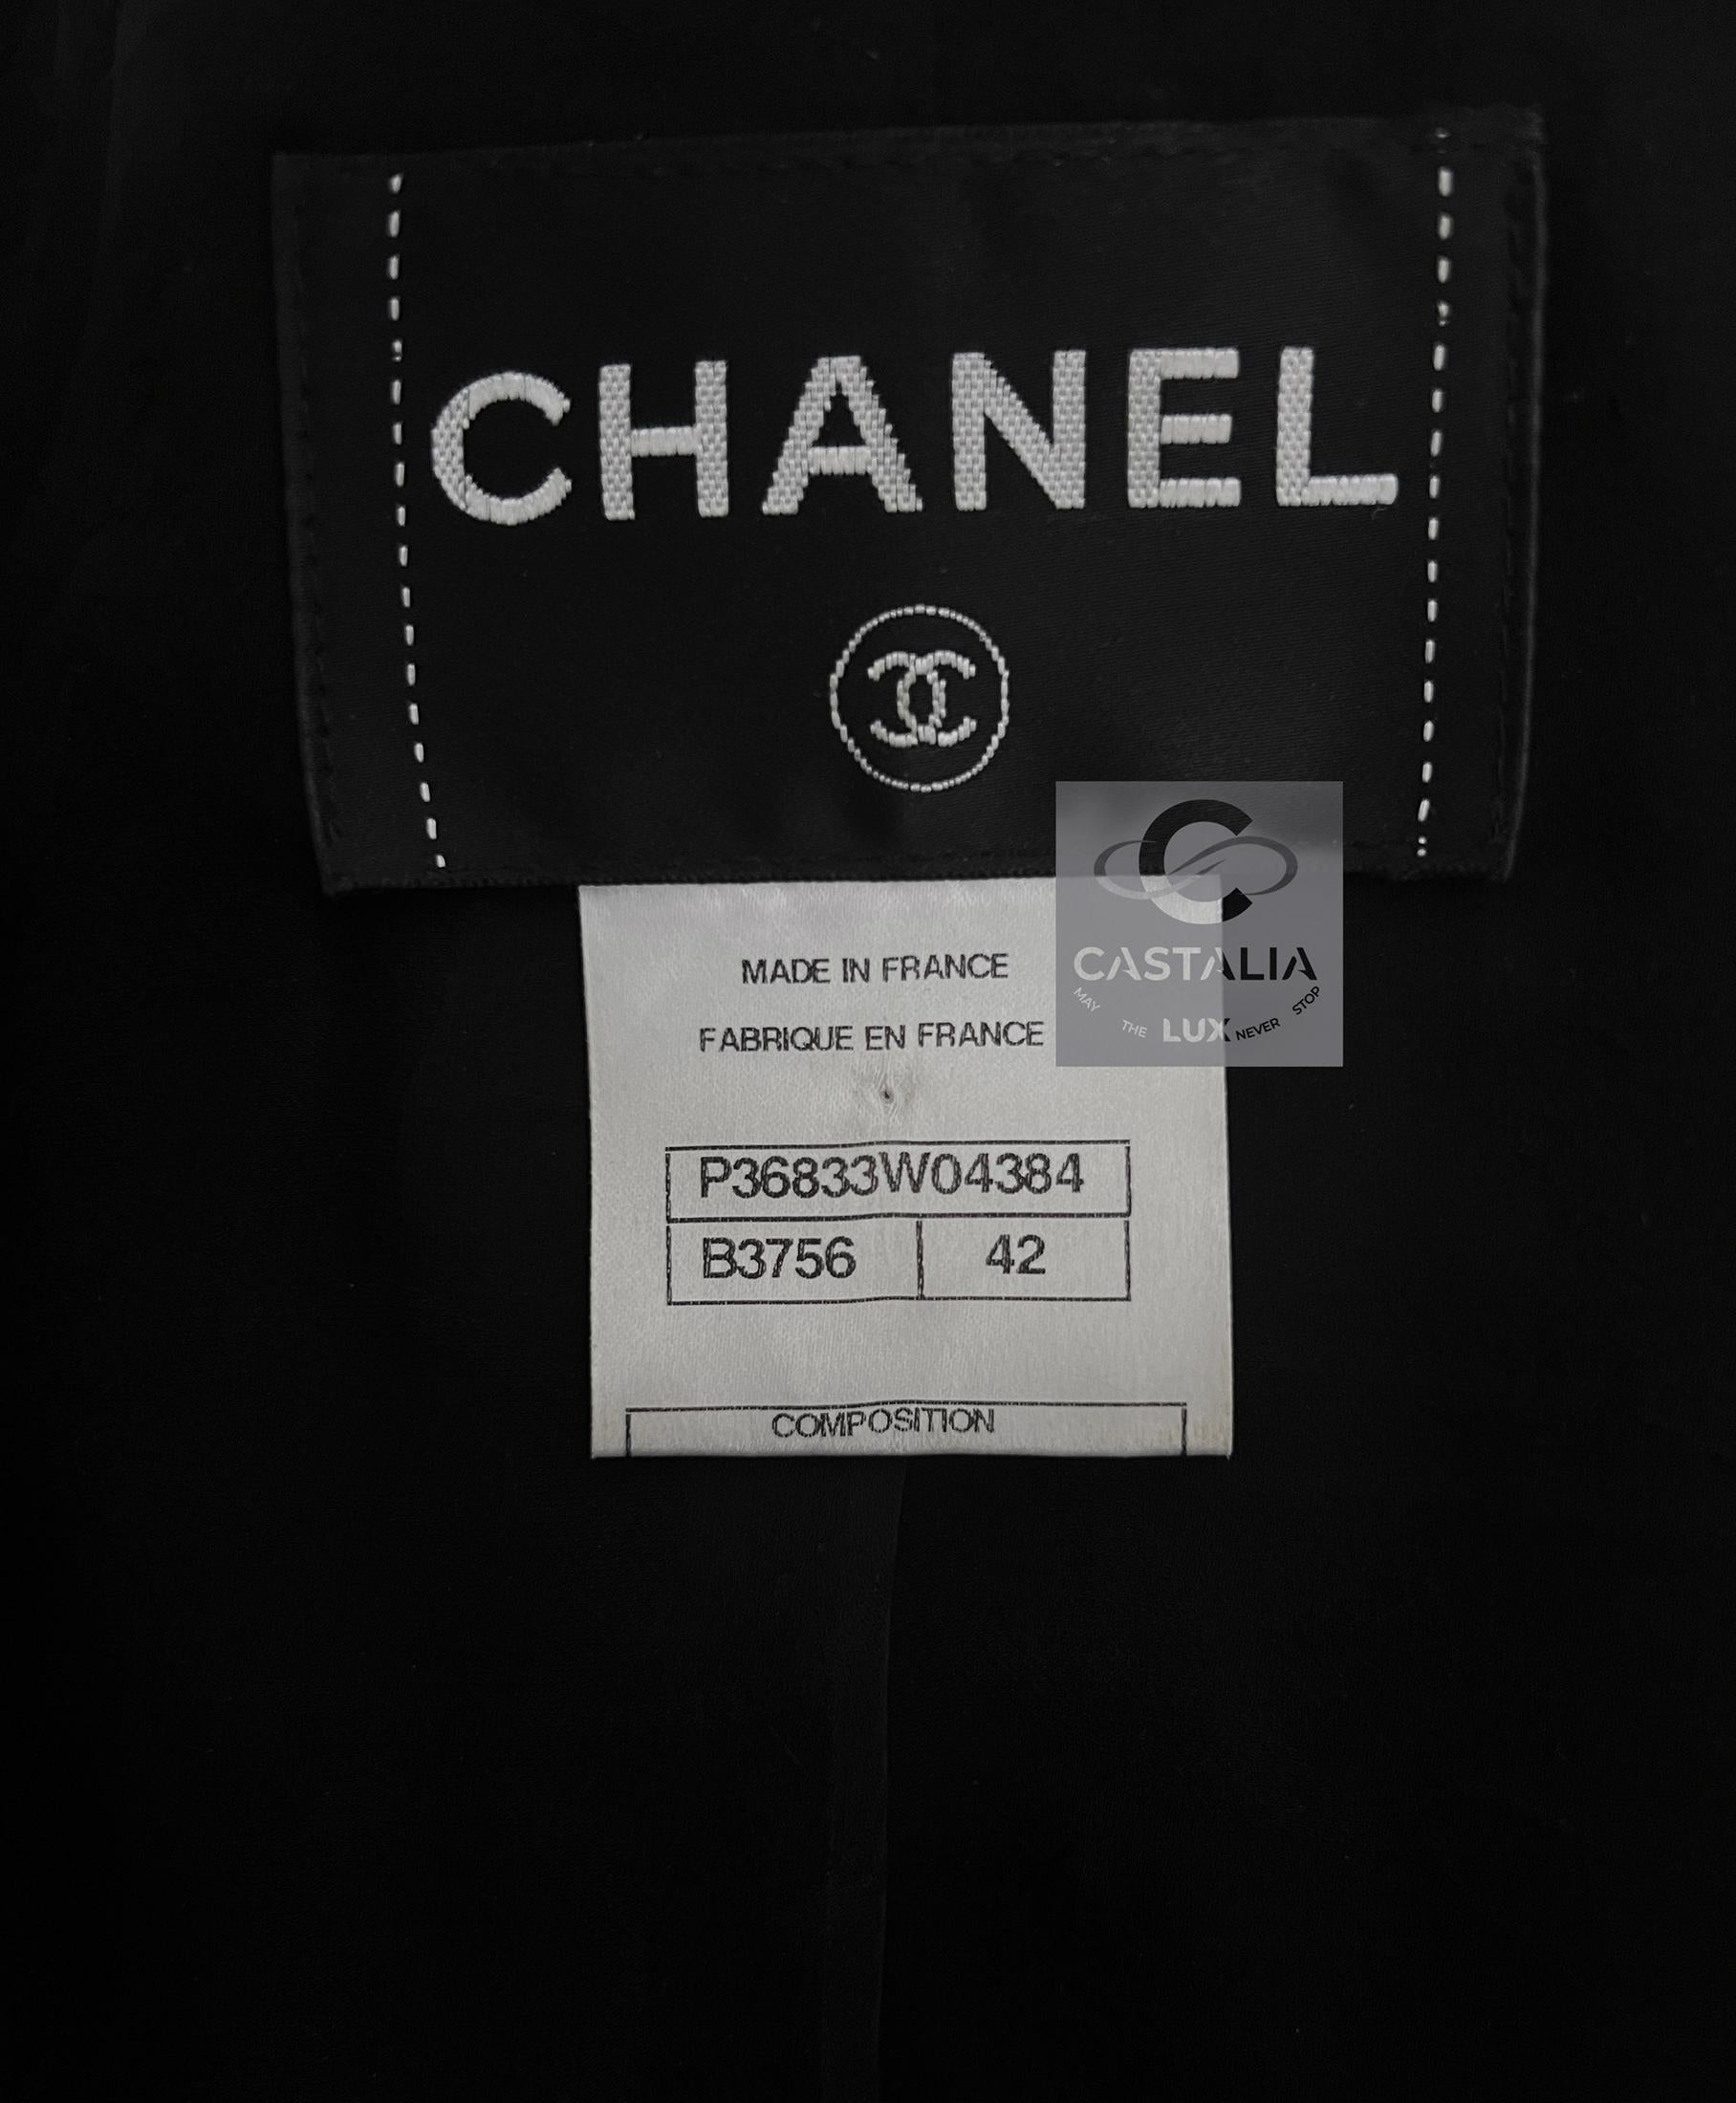 CHANEL
CASTALIA
MAY THE LUX NEVER STOP
MADE IN FRANCE
FABRIQUE EN FRANCE
P36833W04384
B3756 42
COMPOSITION